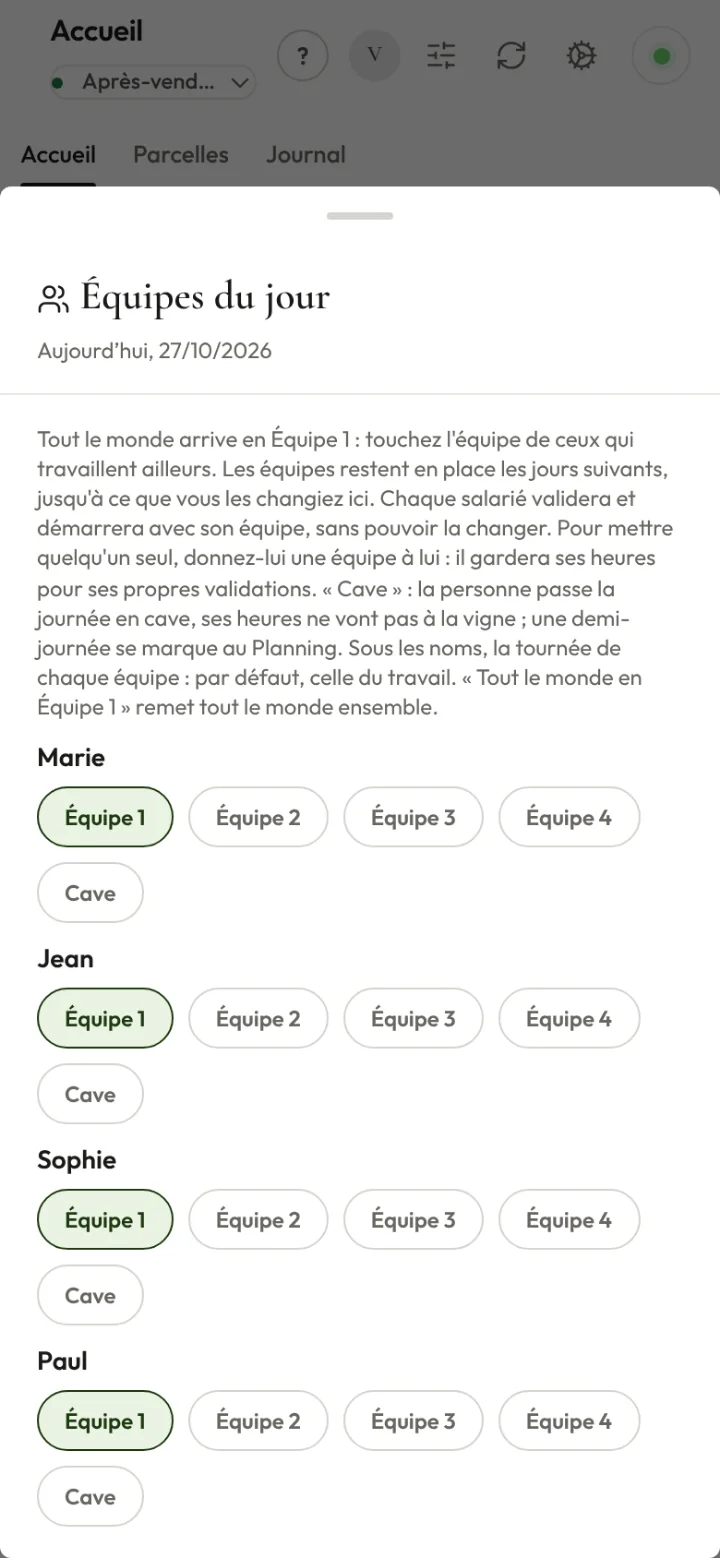 Accueil
Après-vend...
?
V
Accueil Parcelles Journal
Équipes du jour
Aujourd’hui, 27/10/2026
Tout le monde arrive en Équipe 1 : touchez l'équipe de ceux qui
travaillent ailleurs. Les équipes restent en place les jours suivants,
jusqu'à ce que vous les changiez ici. Chaque salarié validera et
démarrera avec son équipe, sans pouvoir la changer. Pour mettre
quelqu'un seul, donnez-lui une équipe à lui : il gardera ses heures
pour ses propres validations. « Cave » : la personne passe la
journée en cave, ses heures ne vont pas à la vigne ; une demi-
journée se marque au Planning. Sous les noms, la tournée de
chaque équipe : par défaut, celle du travail. « Tout le monde en
Équipe 1 » remet tout le monde ensemble.
Marie
Équipe 1 Équipe 2 Équipe 3 Équipe 4
Cave
Jean
Équipe 1 Équipe 2 Équipe 3 Équipe 4
Cave
Sophie
Équipe 1 Équipe 2 Équipe 3 Équipe 4
Cave
Paul
Équipe 1 Équipe 2 Équipe 3 Équipe 4
Cave